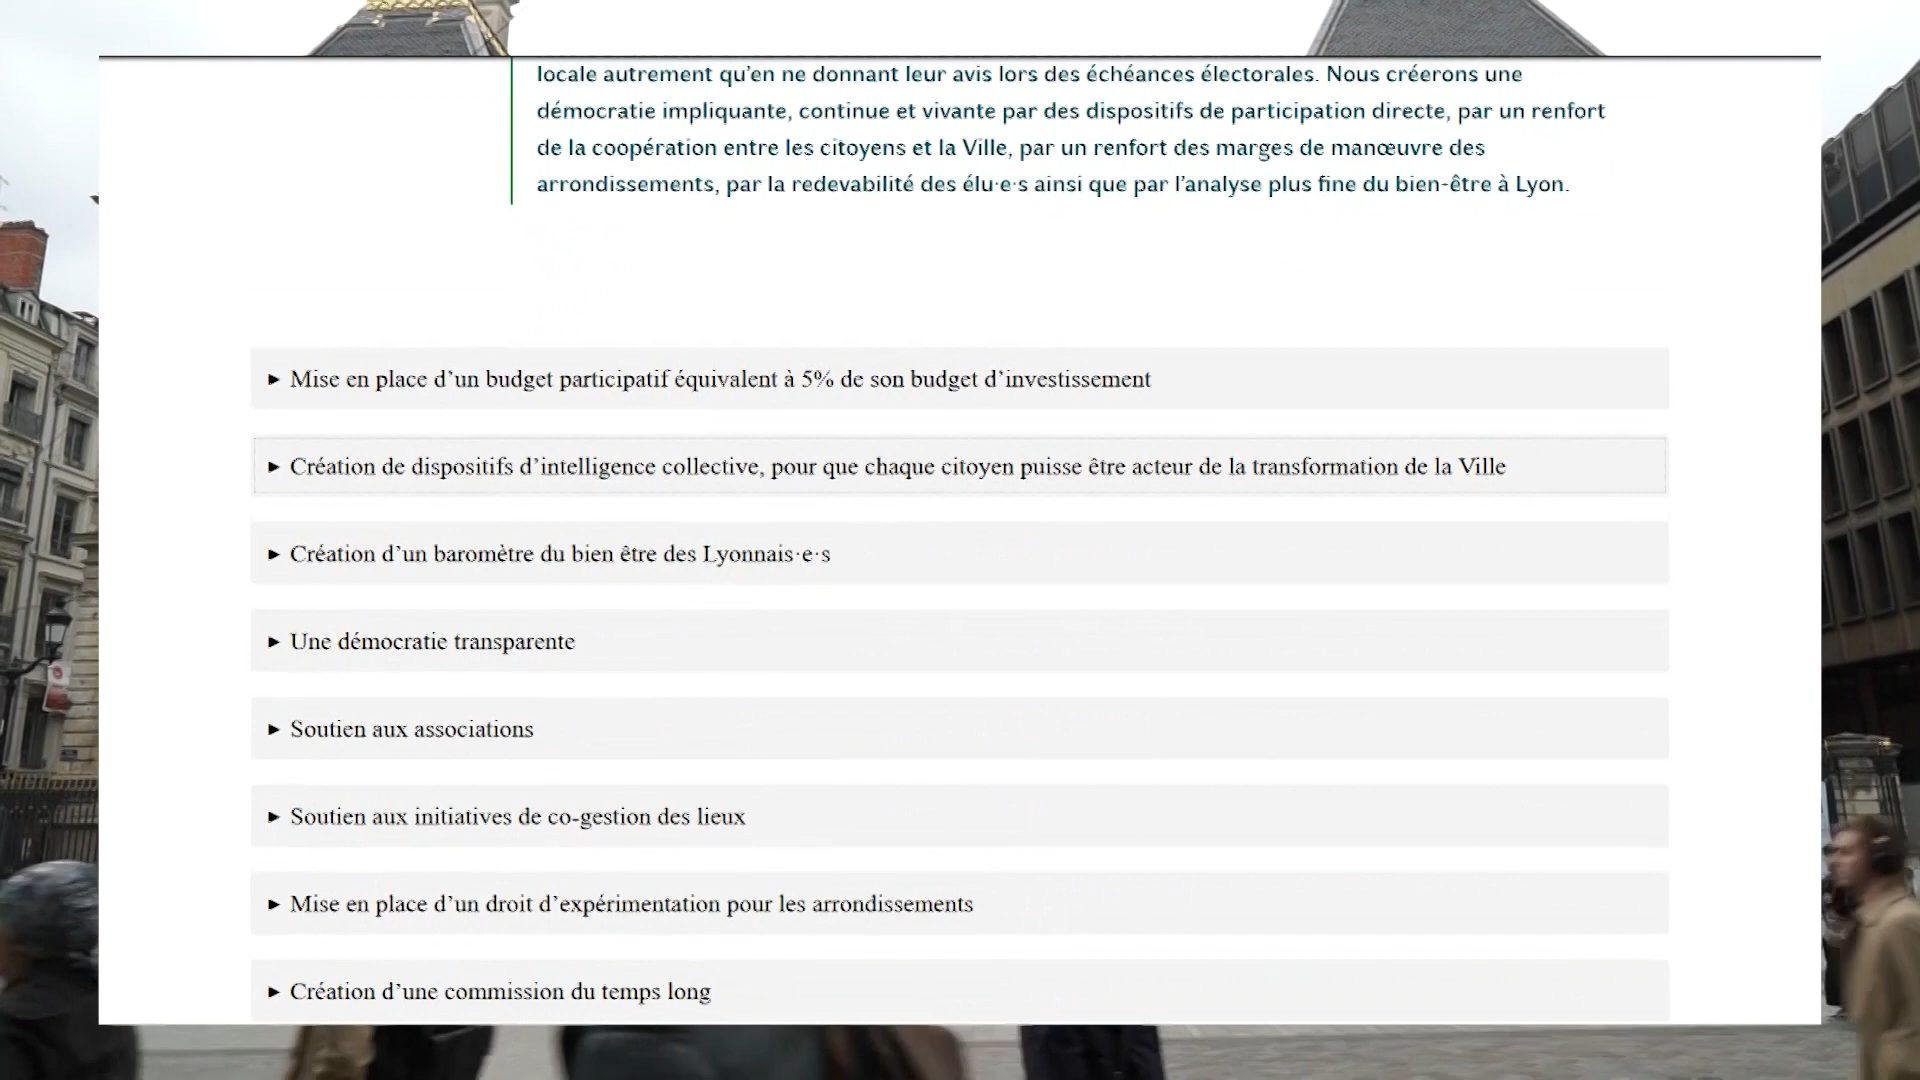 locale autrement qu’en ne donnant leur avis lors des échéances électorales. Nous créerons une
démocratie impliquante, continue et vivante par des dispositifs de participation directe, par un renfort
de la coopération entre les citoyens et la Ville, par un renfort des marges de manœuvre des
arrondissements, par la redevabilité des élu·e·s ainsi que par l’analyse plus fine du bien-être à Lyon.
► Mise en place d’un budget participatif équivalent à 5% de son budget d’investissement
► Création de dispositifs d’intelligence collective, pour que chaque citoyen puisse être acteur de la transformation de la Ville
► Création d’un baromètre du bien être des Lyonnais·e·s
► Une démocratie transparente
► Soutien aux associations
► Soutien aux initiatives de co-gestion des lieux
► Mise en place d’un droit d’expérimentation pour les arrondissements
► Création d’une commission du temps long